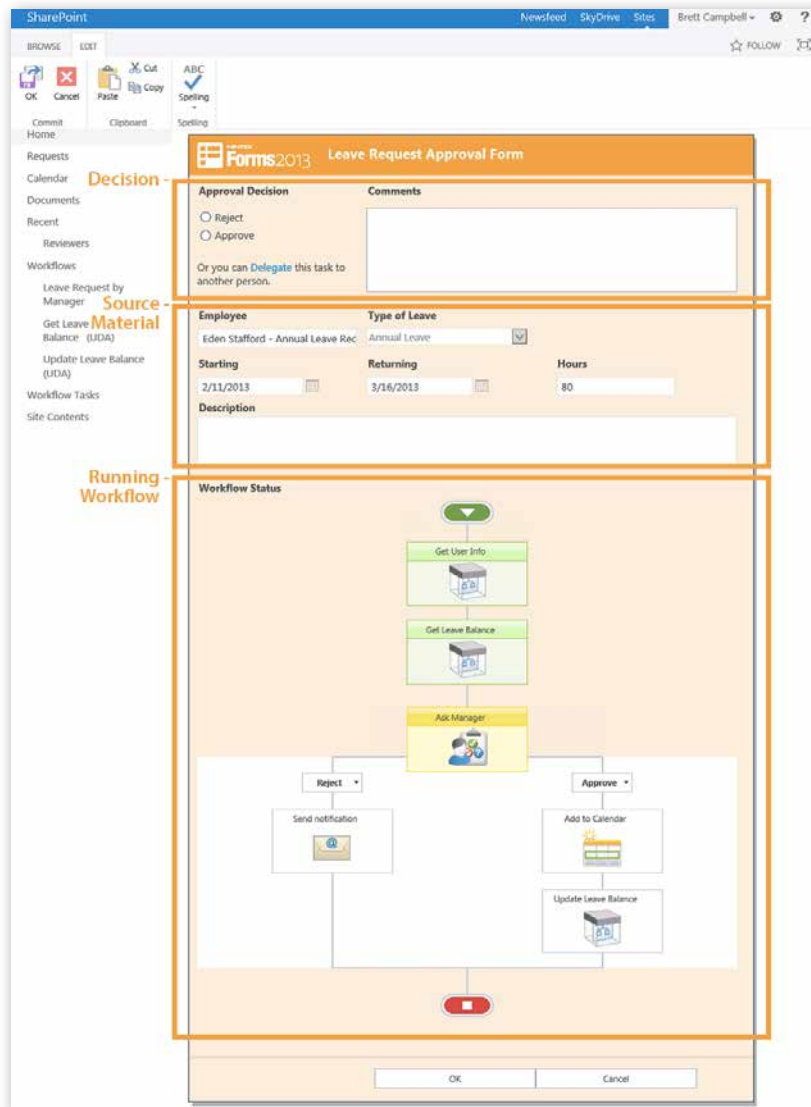 SharePoint
Newsfeed SkyDrive Sites Brett Campbell ?
BROWSE EDIT
FOLLOW
OK Cancel Paste Cut Copy ABC Spelling
Commit Clipboard Spelling
Home
Requests
Calendar
Documents
Recent
Reviewers
Workflows
Leave Request by
Manager
Get Leave
Balance (UDA)
Update Leave Balance
(UDA)
Workflow Tasks
Site Contents
Decision
Source
Material
Running
Workflow
Forms2013 Leave Request Approval Form
Approval Decision Comments
Reject
Approve
Or you can Delegate this task to
another person.
Employee Type of Leave
Eden Stafford - Annual Leave Rec Annual Leave
Starting Returning Hours
2/11/2013 3/16/2013 80
Description
Workflow Status
Get User Info
Get Leave Balance
Ask Manager
Reject Approve
Send notification Add to Calendar
@
Update Leave Balance
OK Cancel